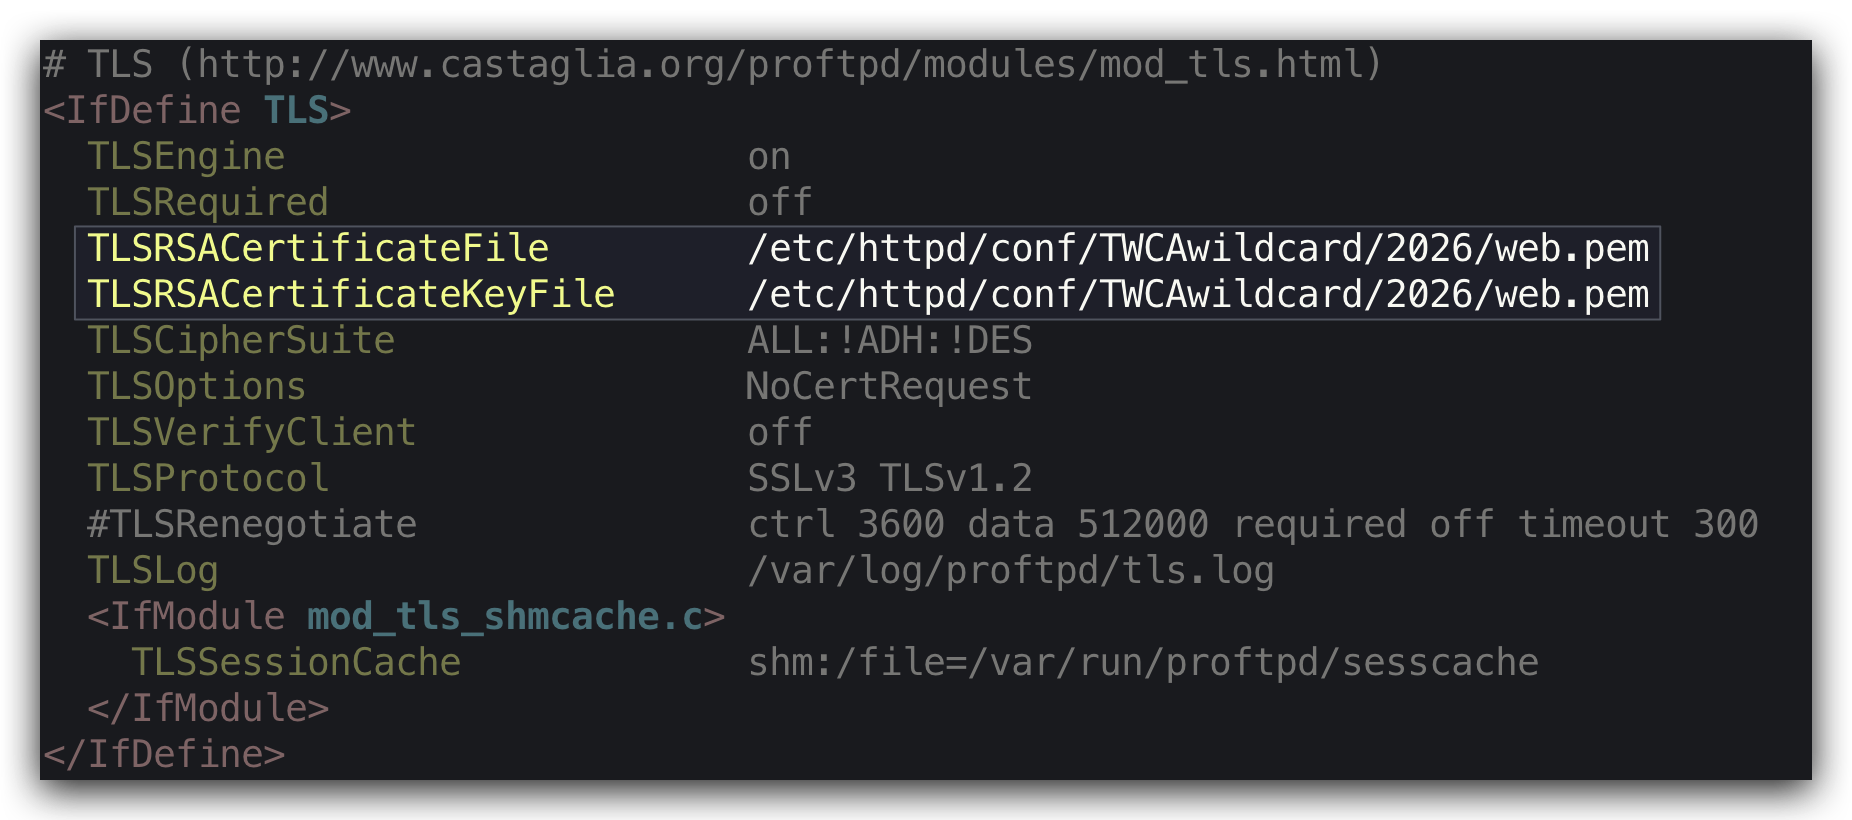 # TLS (http://www.castaglia.org/proftpd/modules/mod_tls.html)
<IfDefine TLS>
  TLSEngine                     on
  TLSRequired                   off
  TLSRSACertificateFile         /etc/httpd/conf/TWCAwildcard/2026/web.pem
  TLSRSACertificateKeyFile      /etc/httpd/conf/TWCAwildcard/2026/web.pem
  TLSCipherSuite                ALL:!ADH:!DES
  TLSOptions                    NoCertRequest
  TLSVerifyClient               off
  TLSProtocol                   SSLv3 TLSv1.2
  #TLSRenegotiate               ctrl 3600 data 512000 required off timeout 300
  TLSLog                        /var/log/proftpd/tls.log
  <IfModule mod_tls_shmcache.c>
    TLSSessionCache             shm:/file=/var/run/proftpd/sesscache
  </IfModule>
</IfDefine>